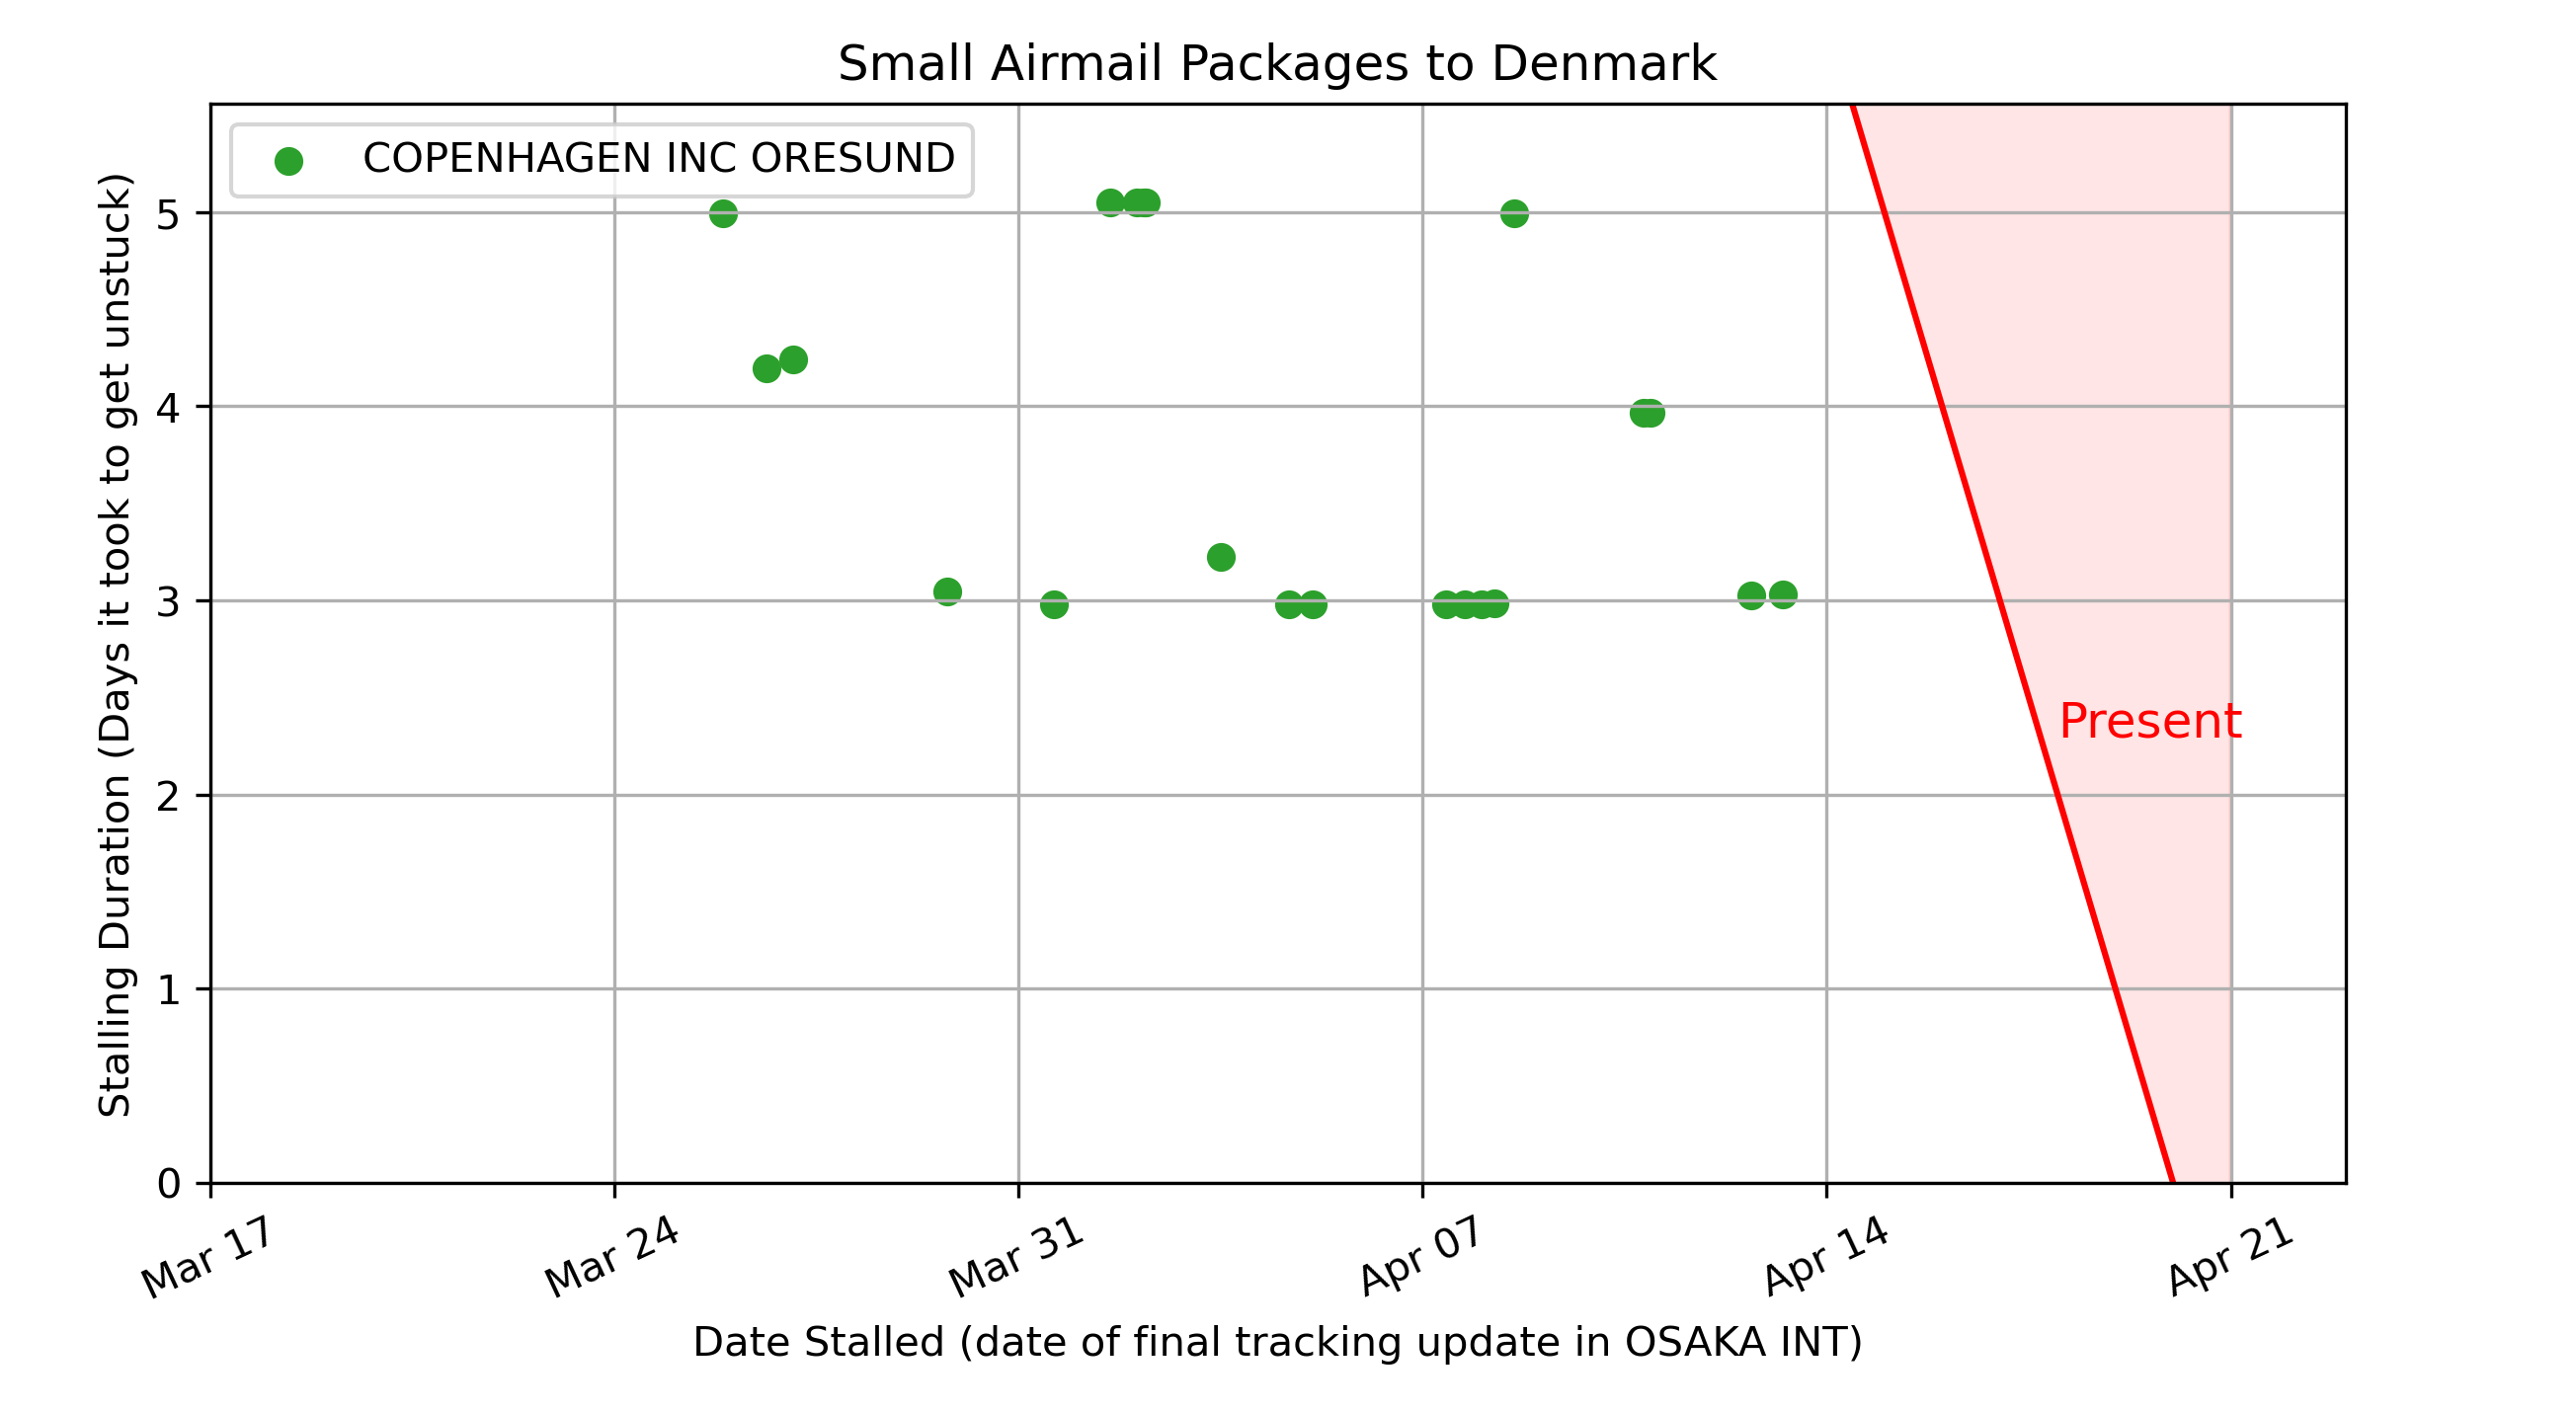 Small Airmail Packages to Denmark
COPENHAGEN INC ORESUND
Stalling Duration (Days it took to get unstuck)
5
4
3
2
1
0
Present
Mar 17
Mar 24
Mar 31
Apr 07
Apr 14
Apr 21
Date Stalled (date of final tracking update in OSAKA INT)